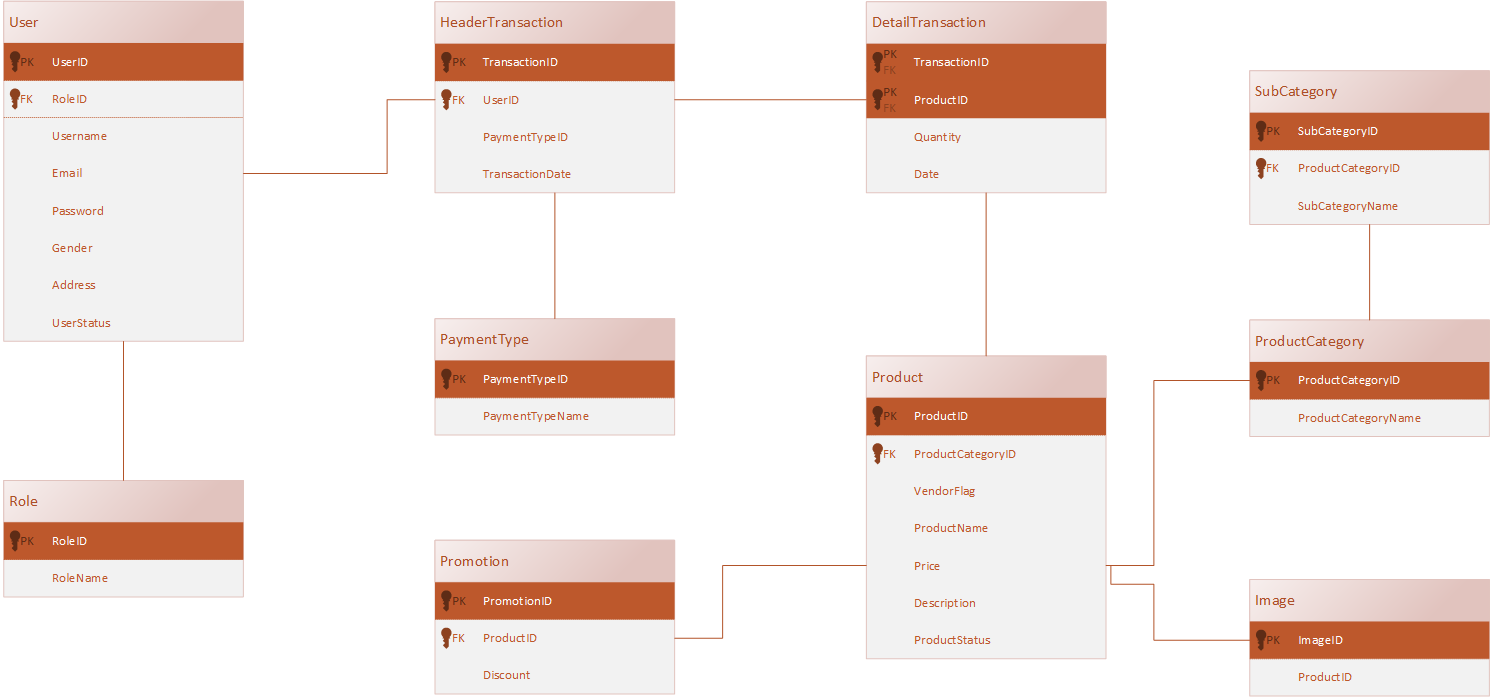 User
PK UserID
FK RoleID
Username
Email
Password
Gender
Address
UserStatus
Role
PK RoleID
RoleName
HeaderTransaction
PK TransactionID
FK UserID
PaymentTypeID
TransactionDate
PaymentType
PK PaymentTypeID
PaymentTypeName
Promotion
PK PromotionID
FK ProductID
Discount
DetailTransaction
PK
FK
TransactionID
PK
FK
ProductID
Quantity
Date
Product
PK ProductID
FK ProductCategoryID
VendorFlag
ProductName
Price
Description
ProductStatus
SubCategory
PK SubCategoryID
FK ProductCategoryID
SubCategoryName
ProductCategory
PK ProductCategoryID
ProductCategoryName
Image
PK ImageID
ProductID